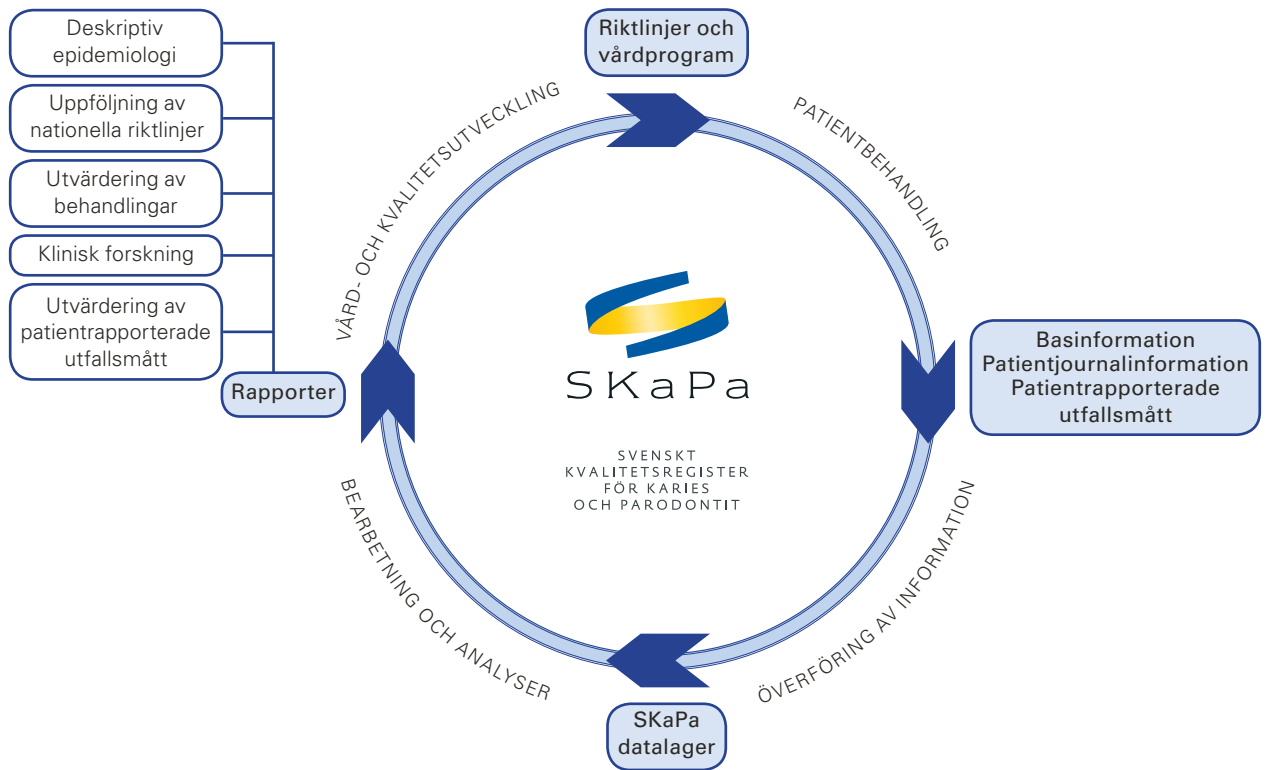 Deskriptiv
epidemiologi
Uppföljning av
nationella riktlinjer
Utvärdering av
behandlingar
Klinisk forskning
Utvärdering av
patientrapporterade
utfallsmått
Rapporter
Riktlinjer och
vårdprogram
PATIENTBEHANDLING
Basinformation
Patientjournalinformation
Patientrapporterade
utfallsmått
ÖVERFÖRING AV INFORMATION
SKaPa
datalager
BEARBETNING OCH ANALYSER
VÅRD- OCH KVALITETSUTVECKLING
SKaPa
SVENSKT
KVALITETSREGISTER
FÖR KARIES
OCH PARODONTIT